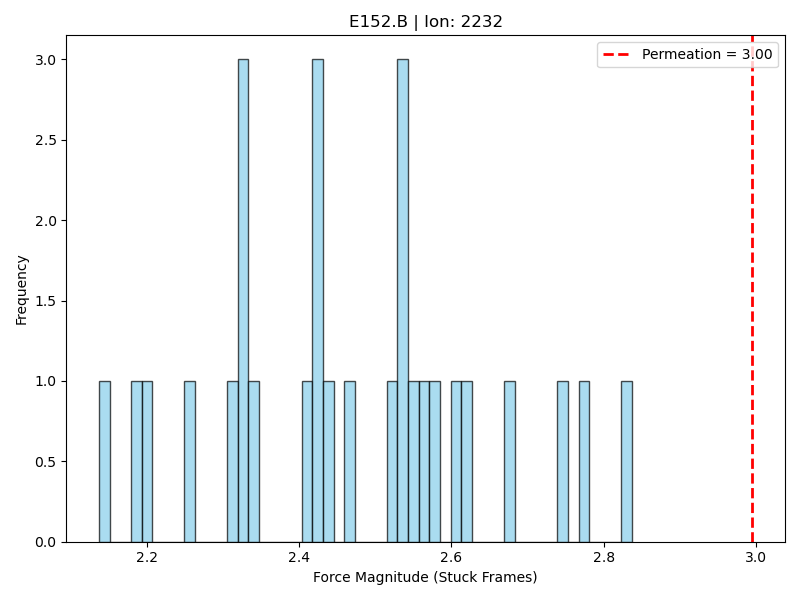 E152.B | Ion: 2232
Permeation = 3.00
3.0
2.5
2.0
1.5
1.0
0.5
0.0
Frequency
2.2 2.4 2.6 2.8 3.0
Force Magnitude (Stuck Frames)